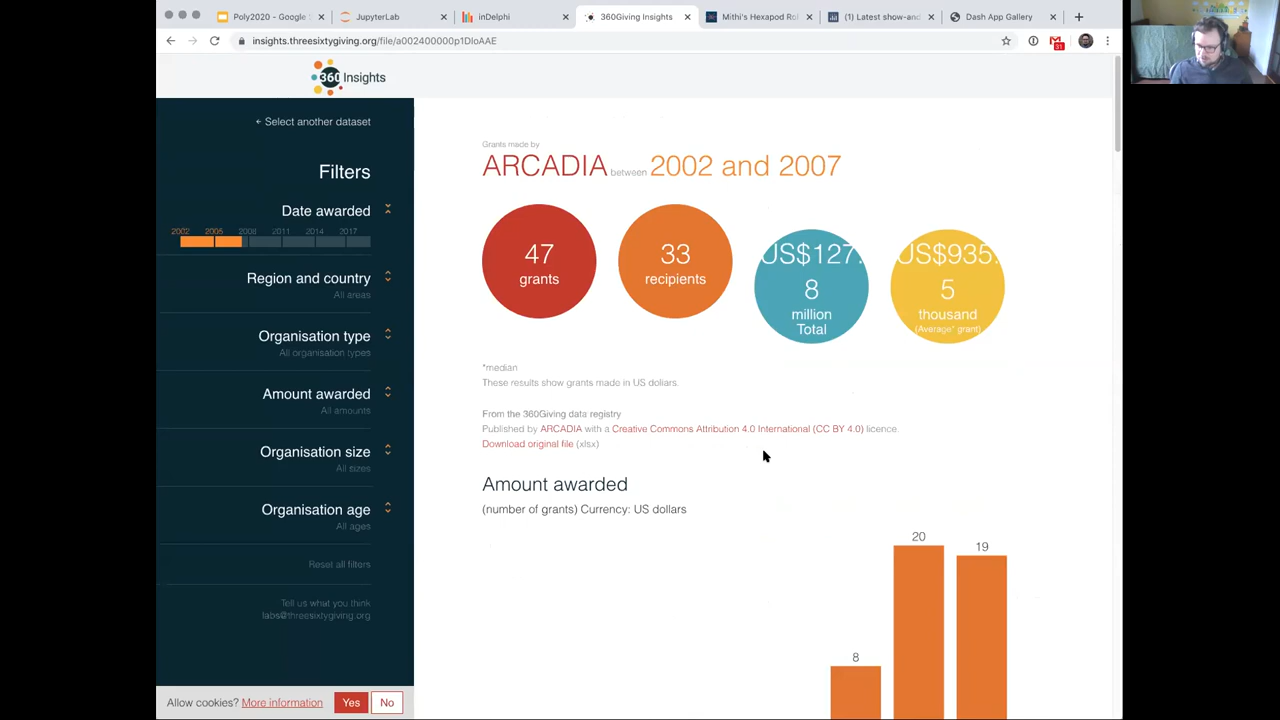 Poly2020 - Google
JupyterLab
inDelphi
360Giving Insights
Mithi's Hexapod Ro
(1) Latest show-and
Dash App Gallery
insights.threesixtygiving.org/file/a002400000p1DIoAAE
31
360 Insights
← Select another dataset
Filters
Date awarded
2002 2005 2008 2011 2014 2017
Region and country
All areas
Organisation type
All organisation types
Amount awarded
All amounts
Organisation size
All sizes
Organisation age
All ages
Reset all filters
Tell us what you think
labs@threesixtygiving.org
Allow cookies? More information Yes No
Grants made by
ARCADIA between 2002 and 2007
47
grants
33
recipients
US$127.
8
million
Total
US$935.
5
thousand
(Average* grant)
*median
These results show grants made in US dollars.
From the 360Giving data registry
Published by ARCADIA with a Creative Commons Attribution 4.0 International (CC BY 4.0) licence.
Download original file (xlsx)
Amount awarded
(number of grants) Currency: US dollars
8
20
19